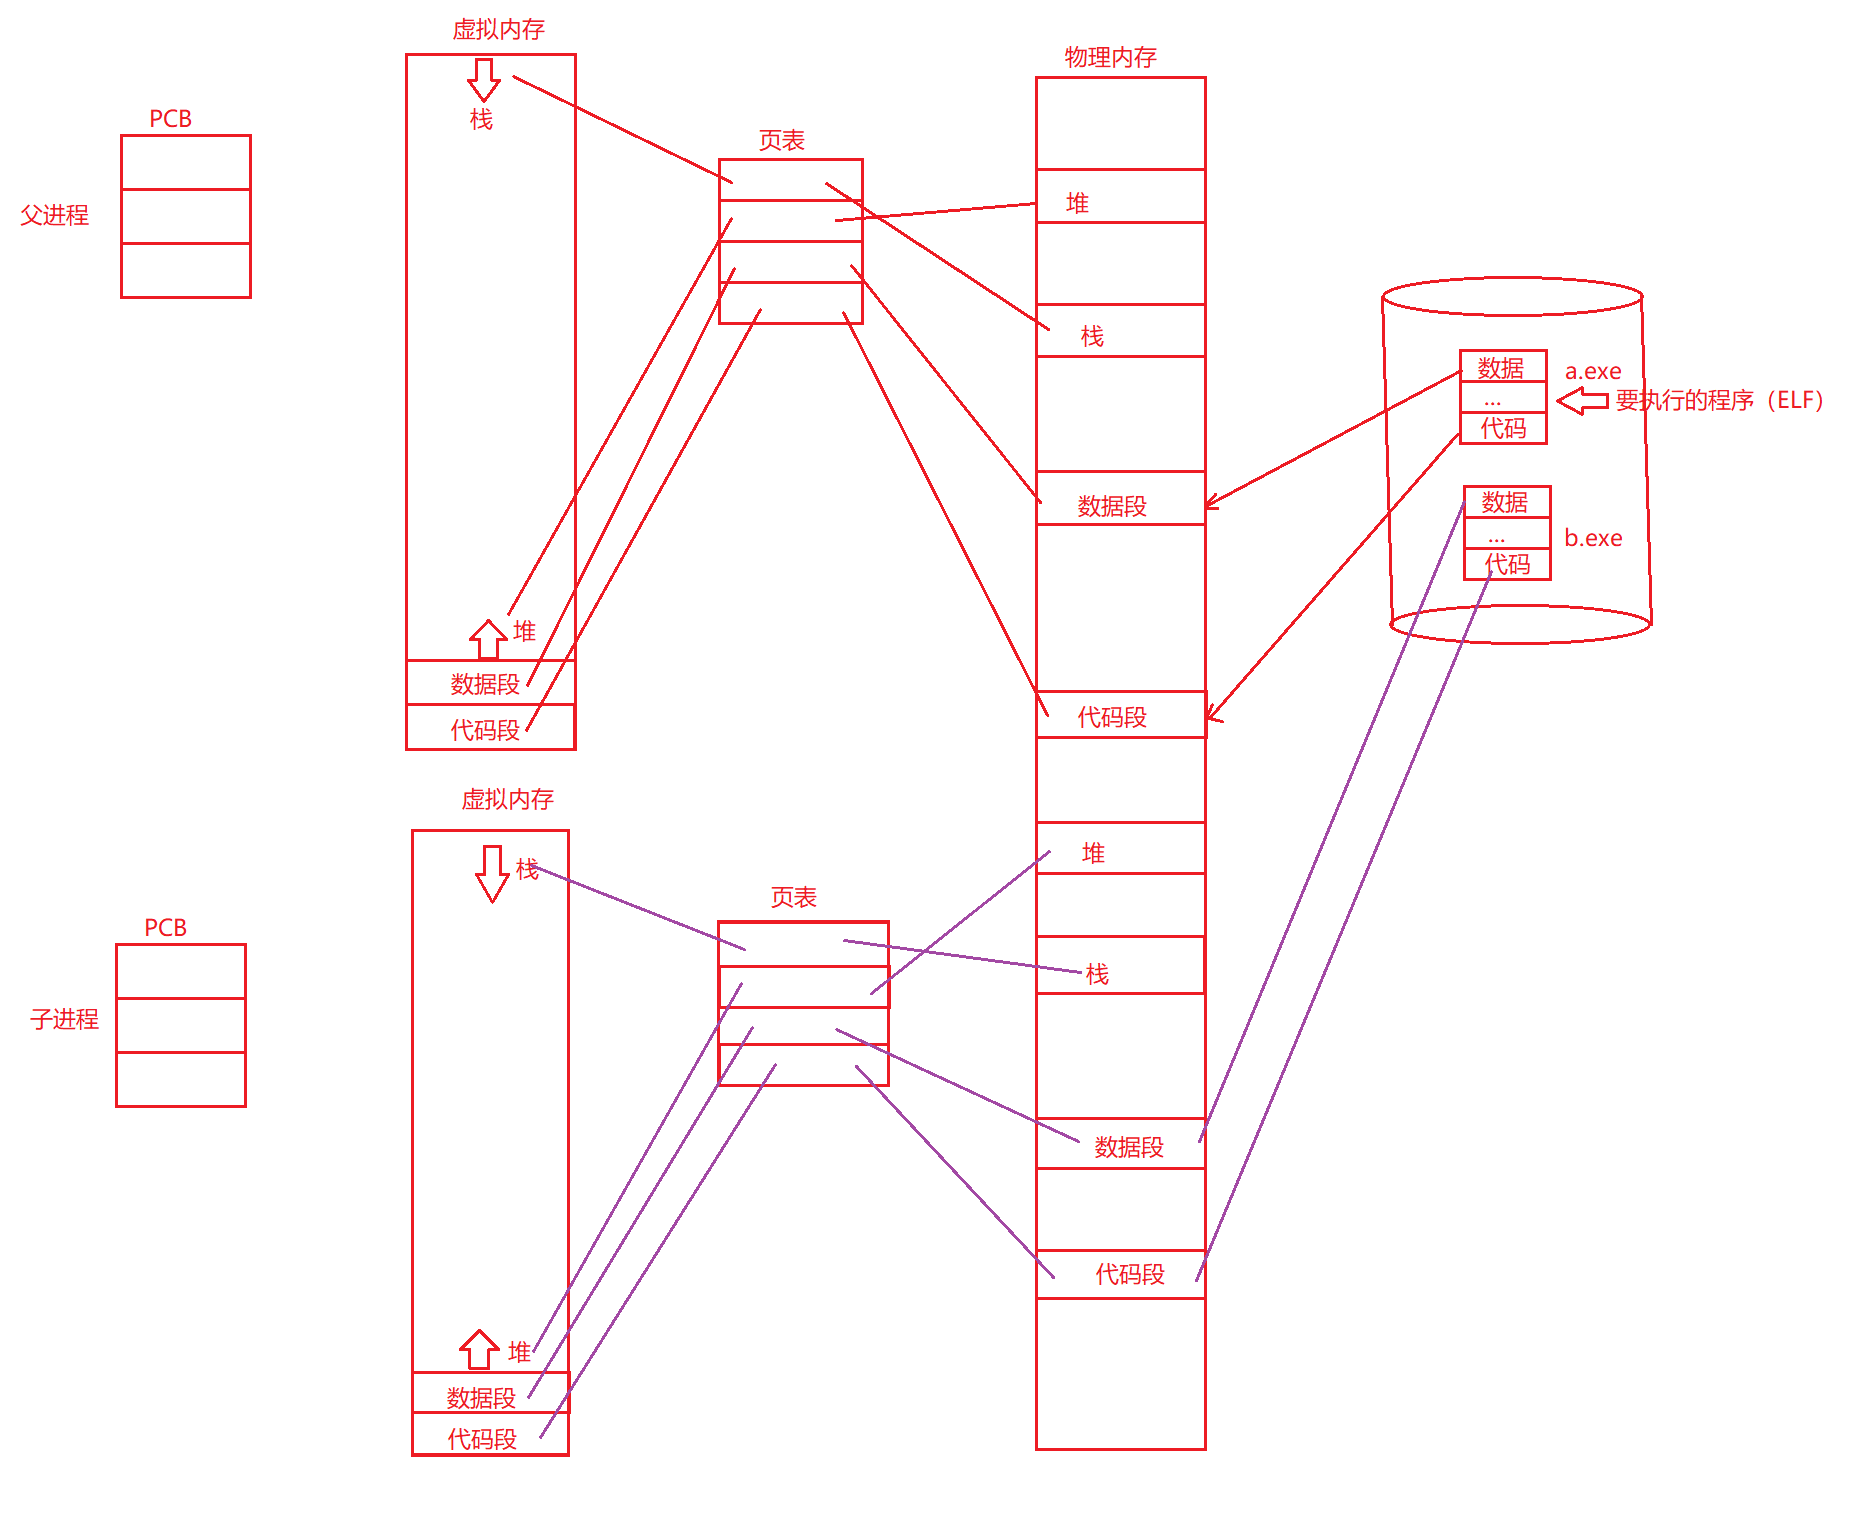 虚拟内存
栈
PCB
父进程
页表
物理内存
堆
栈
数据段
代码段
堆
数据段
代码段
数据
...
代码
a.exe
要执行的程序（ELF）
数据
...
代码
b.exe
虚拟内存
栈
PCB
子进程
页表
堆
栈
数据段
代码段
堆
数据段
代码段